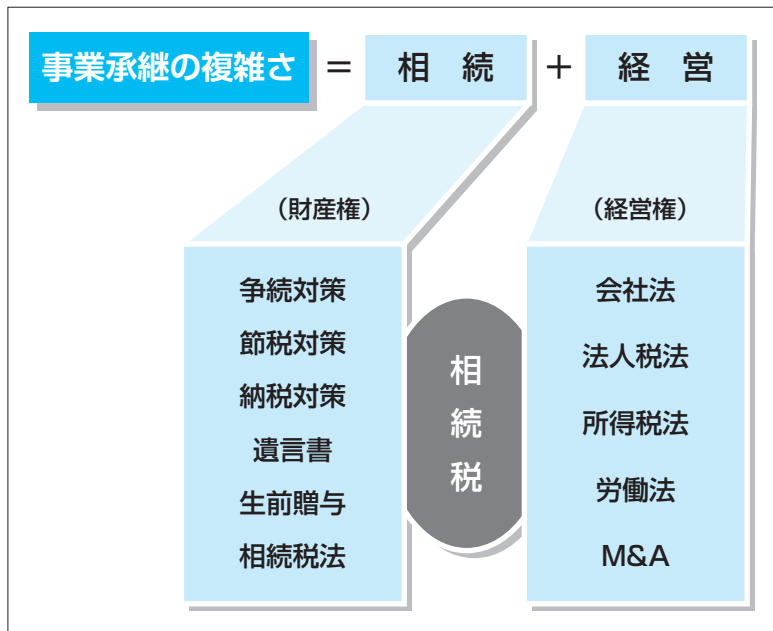 事業承継の複雑さ = 相続 + 経営
(財産権)
争続対策
節税対策
納税対策
遺言書
生前贈与
相続税法
相続税
(経営権)
会社法
法人税法
所得税法
労働法
M&A